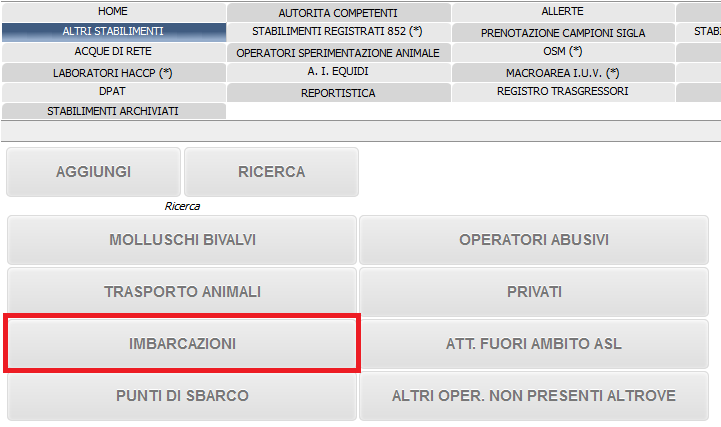 HOME AUTORITA COMPETENTI ALLERTE
ALTRI STABILIMENTI STABILIMENTI REGISTRATI 852 (*) PRENOTAZIONE CAMPIONI SIGLA STABI
ACQUE DI RETE OPERATORI SPERIMENTAZIONE ANIMALE OSM (*)
LABORATORI HACCP (*) A. I. EQUIDI MACROAREA I.U.V. (*)
DPAT REPORTISTICA REGISTRO TRASGRESSORI
STABILIMENTI ARCHIVIATI
AGGIUNGI RICERCA
Ricerca
MOLLUSCHI BIVALVI OPERATORI ABUSIVI
TRASPORTO ANIMALI PRIVATI
IMBARCAZIONI ATT. FUORI AMBITO ASL
PUNTI DI SBARCO ALTRI OPER. NON PRESENTI ALTROVE